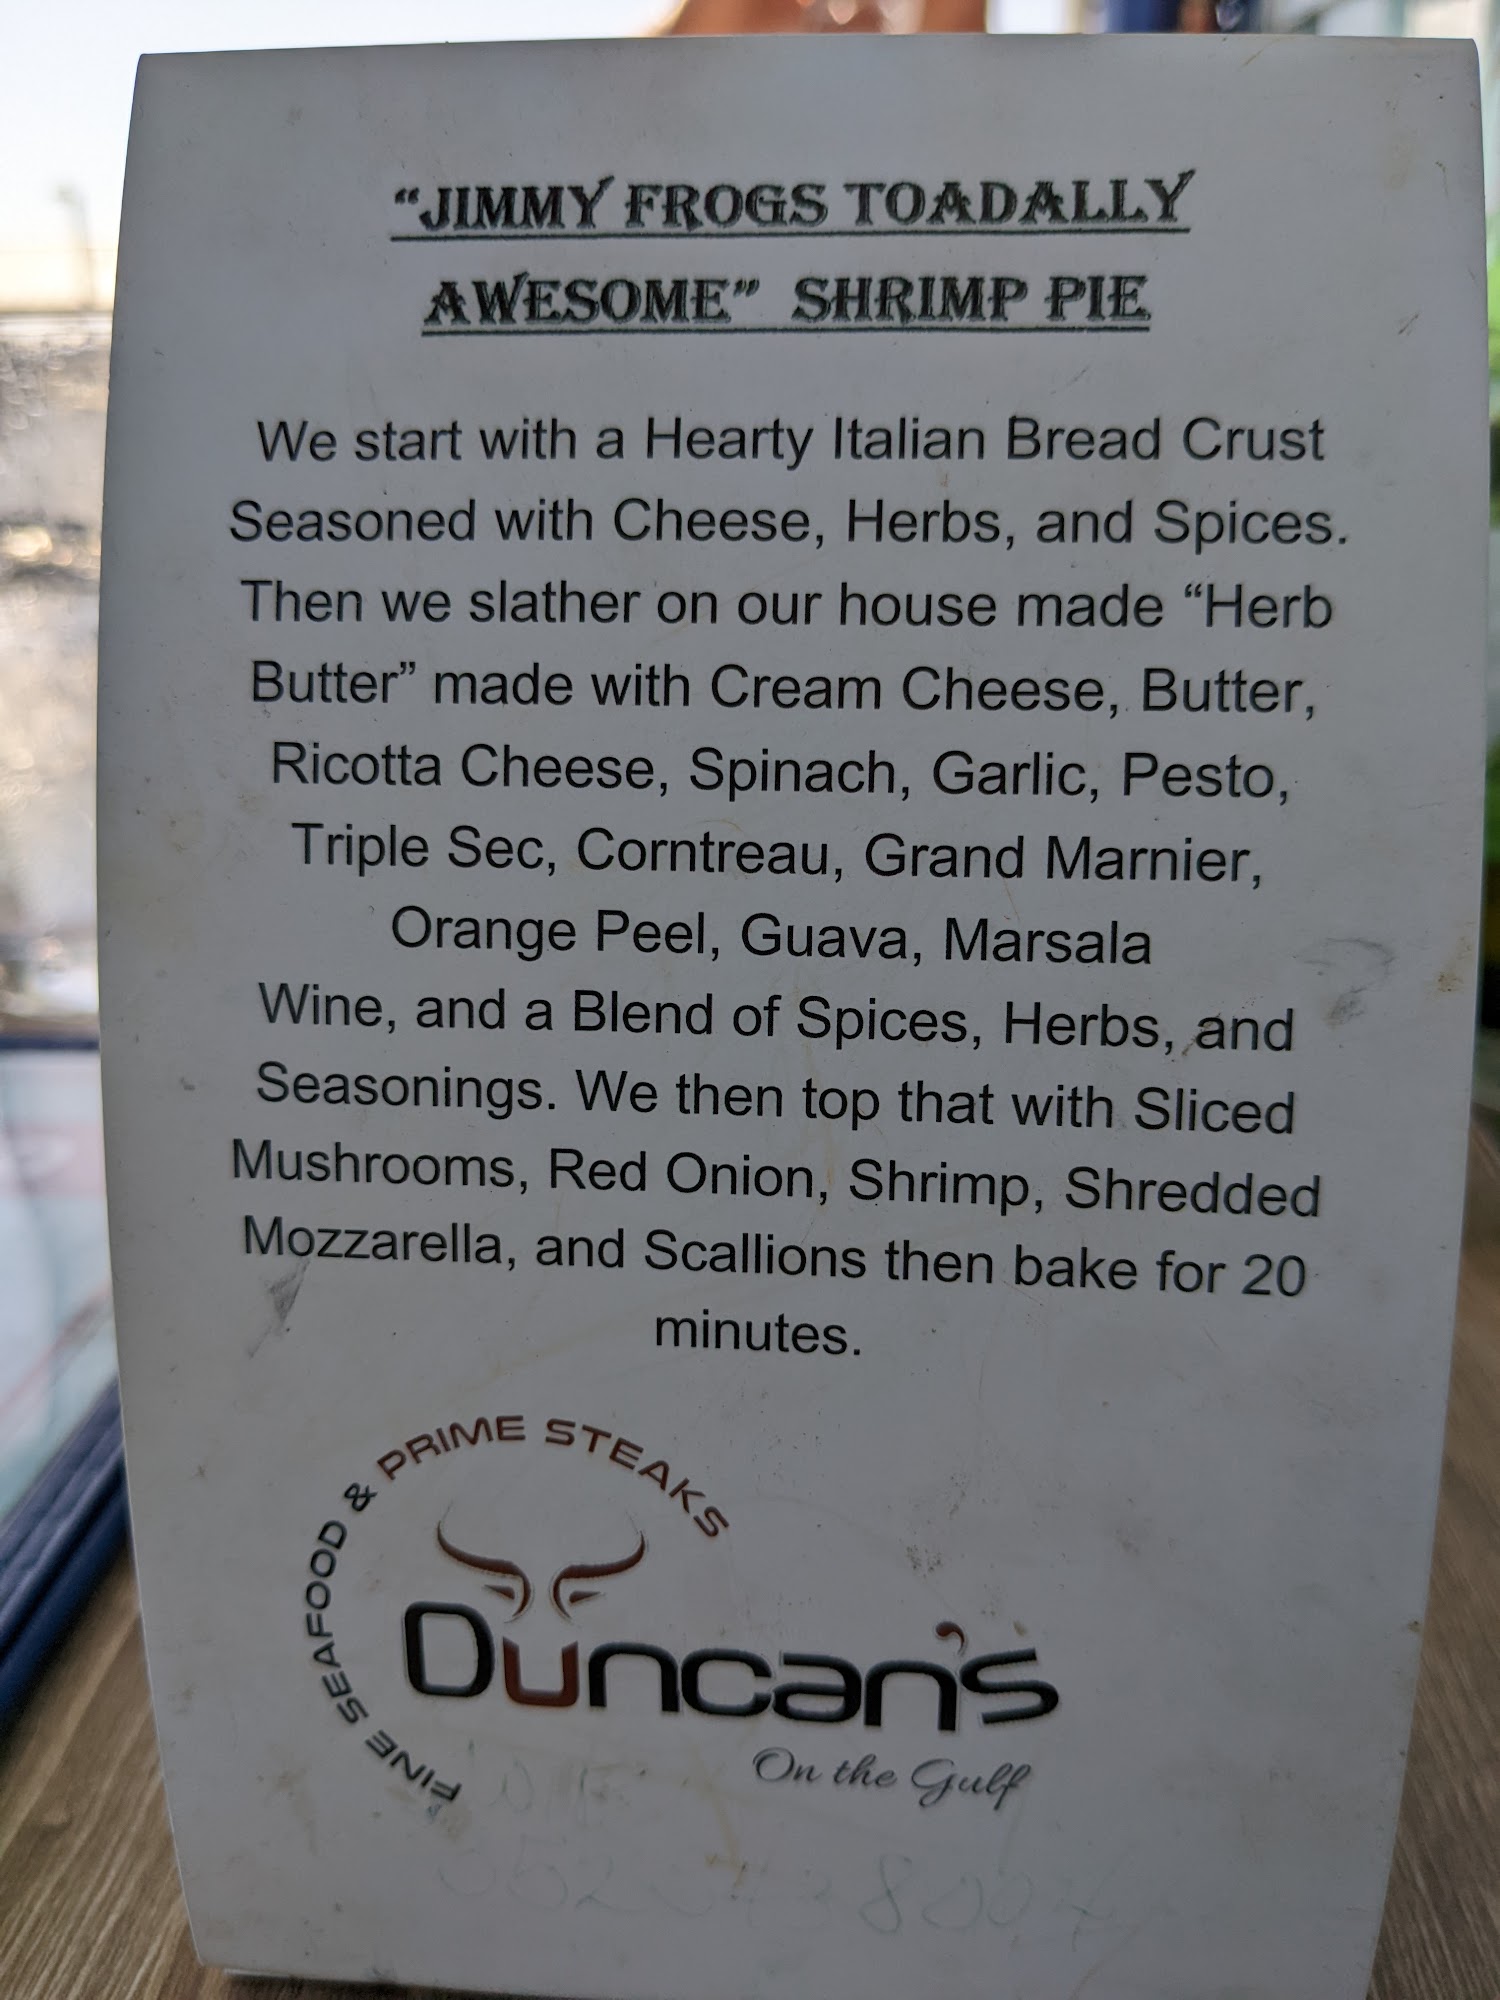 “JIMMY FROGS TOADALLY
AWESOME” SHRIMP PIE
We start with a Hearty Italian Bread Crust
Seasoned with Cheese, Herbs, and Spices.
Then we slather on our house made “Herb
Butter” made with Cream Cheese, Butter,
Ricotta Cheese, Spinach, Garlic, Pesto,
Triple Sec, Corntreau, Grand Marnier,
Orange Peel, Guava, Marsala
Wine, and a Blend of Spices, Herbs, and
Seasonings. We then top that with Sliced
Mushrooms, Red Onion, Shrimp, Shredded
Mozzarella, and Scallions then bake for 20
minutes.
FINE SEAFOOD & PRIME STEAKS
Duncan's
On the Gulf